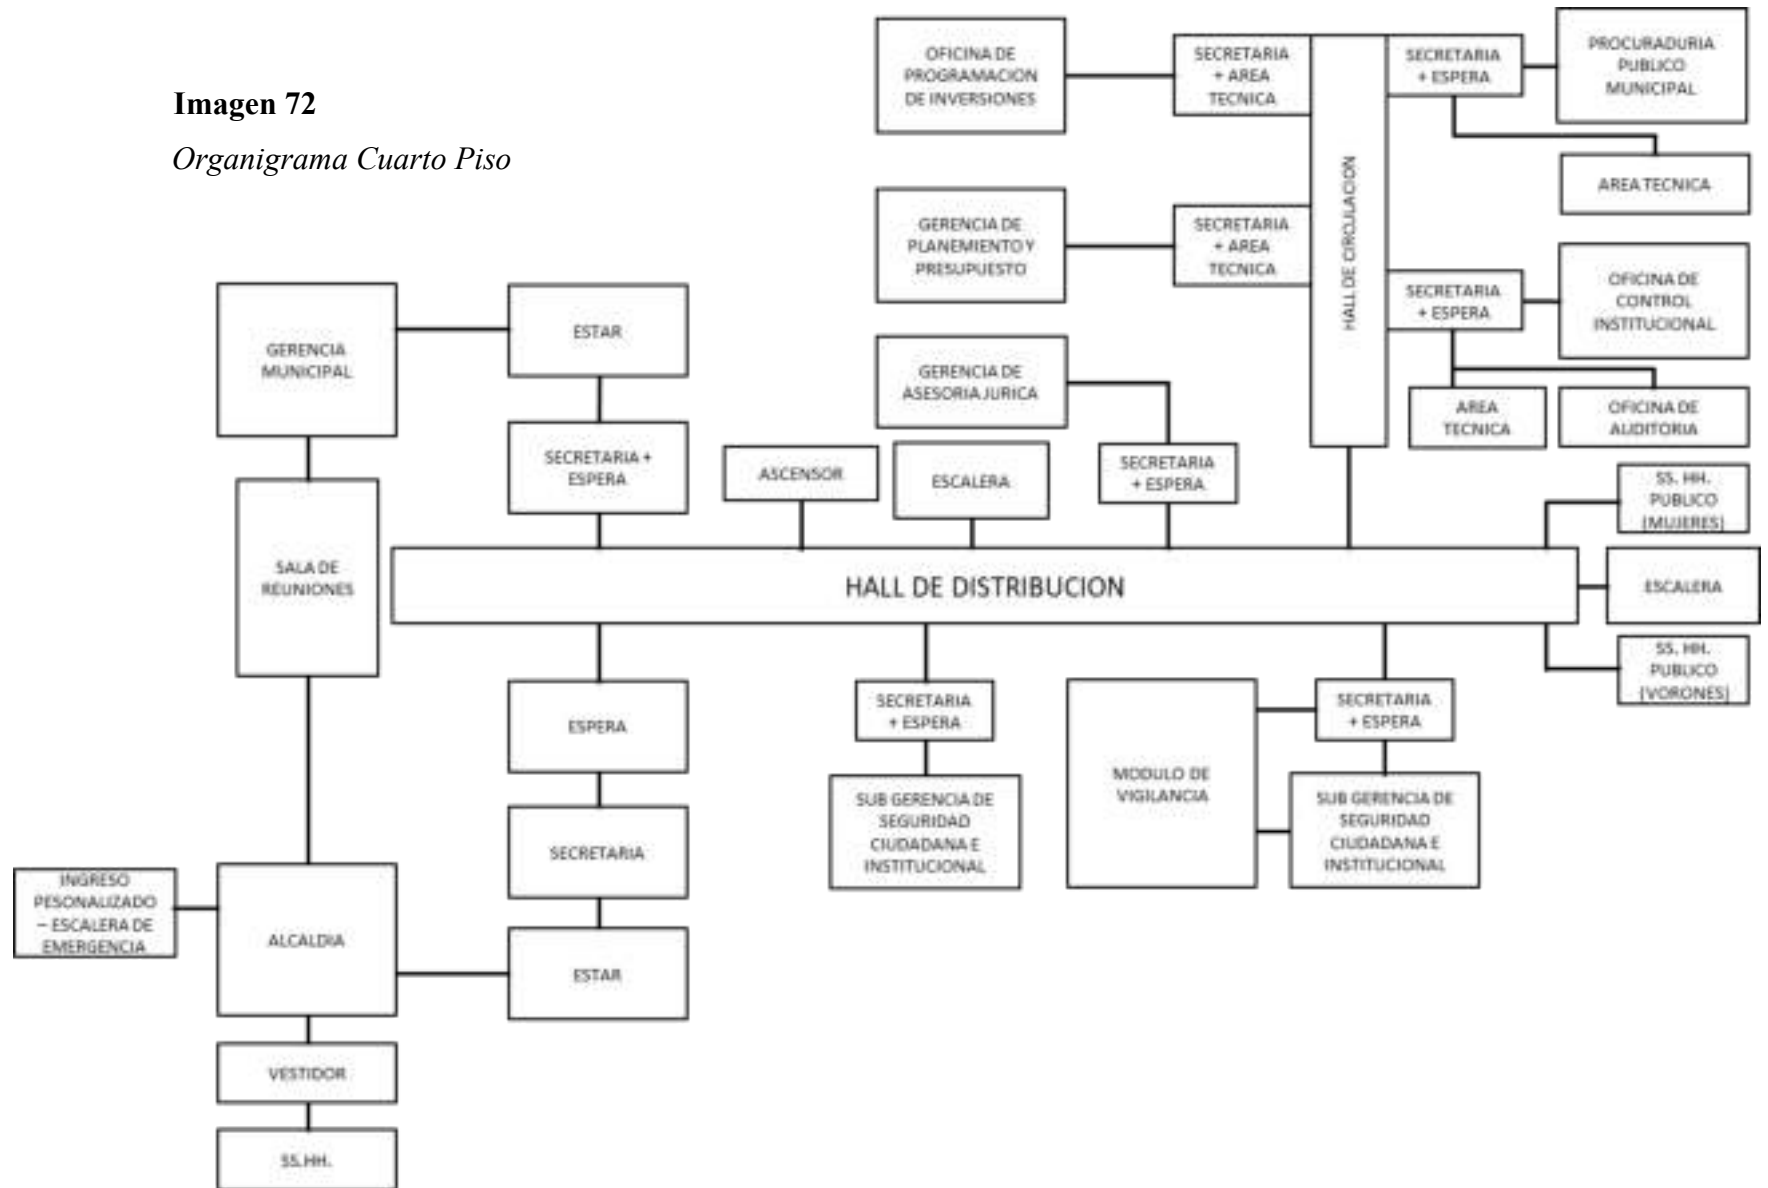 Imagen 72
Organigrama Cuarto Piso
OFICINA DE
PROGRAMACION
DE INVERSIONES
SECRETARIA
+ AREA
TECNICA
SECRETARIA
+ ESPERA
PROCURADURIA
PUBLICO
MUNICIPAL
AREA TECNICA
HALL DE CIRCULACION
GERENCIA DE
PLANEMIENTO Y
PRESUPUESTO
SECRETARIA
+ AREA
TECNICA
SECRETARIA
+ ESPERA
OFICINA DE
CONTROL
INSTITUCIONAL
AREA
TECNICA
OFICINA DE
AUDITORIA
GERENCIA
MUNICIPAL
ESTAR
GERENCIA DE
ASESORIA JURICA
SECRETARIA +
ESPERA
ASCENSOR
ESCALERA
SECRETARIA
+ ESPERA
SS. HH.
PUBLICO
(MUJERES)
SALA DE
REUNIONES
HALL DE DISTRIBUCION
ESCALERA
SS. HH.
PUBLICO
(VORONES)
ESPERA
SECRETARIA
+ ESPERA
SECRETARIA
+ ESPERA
MODULO DE
VIGILANCIA
SUB GERENCIA DE
SEGURIDAD
CIUDADANA E
INSTITUCIONAL
SUB GERENCIA DE
SEGURIDAD
CIUDADANA E
INSTITUCIONAL
SECRETARIA
INGRESO
PESONALIZADO
– ESCALERA DE
EMERGENCIA
ALCALDIA
ESTAR
VESTIDOR
SS.HH.